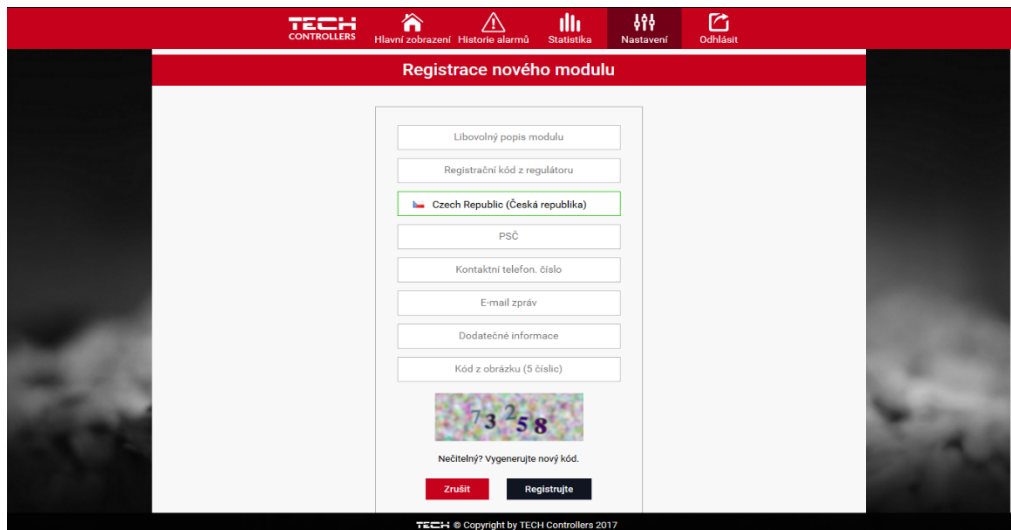 TECH
CONTROLLERS
Hlavní zobrazení Historie alarmů Statistika Nastavení Odhlásit
Registrace nového modulu
Libovolný popis modulu
Registrační kód z regulátoru
Czech Republic (Česká republika)
PSČ
Kontaktní telefon. číslo
E-mail zpráv
Dodatečné informace
Kód z obrázku (5 číslic)
73258
Nečitelný? Vygenerujte nový kód.
Zrušit Registrujte
TECH © Copyright by TECH Controllers 2017